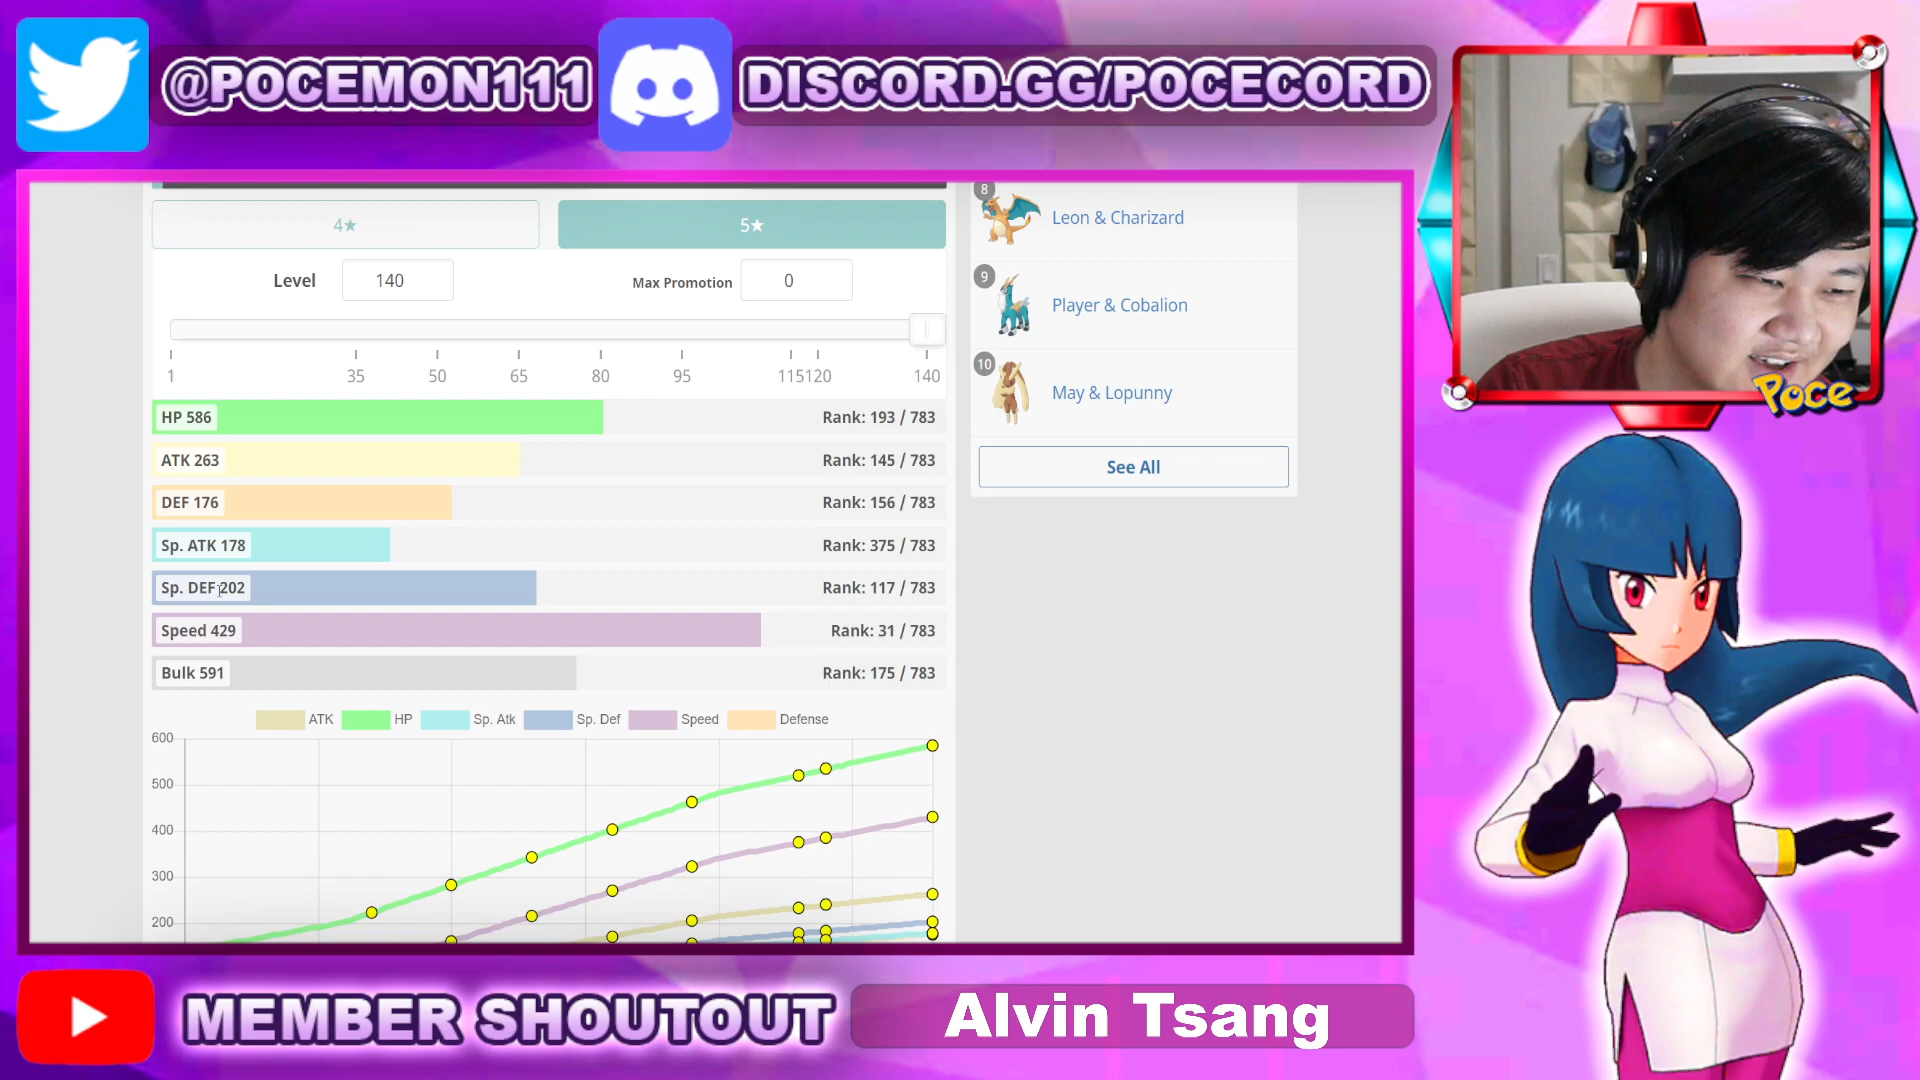 @POCEMON111
DISCORD.GG/POCECORD
4★
5★
Level 140
Max Promotion 0
1 35 50 65 80 95 115120 140
HP 586 Rank: 193 / 783
ATK 263 Rank: 145 / 783
DEF 176 Rank: 156 / 783
Sp. ATK 178 Rank: 375 / 783
Sp. DEF 202 Rank: 117 / 783
Speed 429 Rank: 31 / 783
Bulk 591 Rank: 175 / 783
ATK HP Sp. Atk Sp. Def Speed Defense
600
500
400
300
200
8 Leon & Charizard
9 Player & Cobalion
10 May & Lopunny
See All
Poce
MEMBER SHOUTOUT
Alvin Tsang